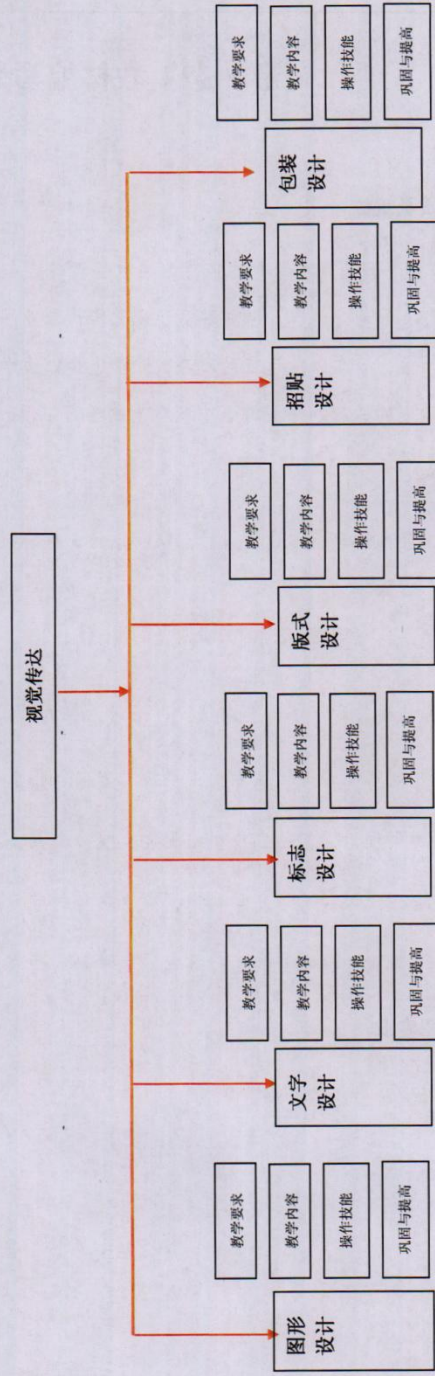 视觉传达
图形
设计
教学要求
教学内容
操作技能
巩固与提高
文字
设计
教学要求
教学内容
操作技能
巩固与提高
标志
设计
教学要求
教学内容
操作技能
巩固与提高
版式
设计
教学要求
教学内容
操作技能
巩固与提高
招贴
设计
教学要求
教学内容
操作技能
巩固与提高
包装
设计
教学要求
教学内容
操作技能
巩固与提高